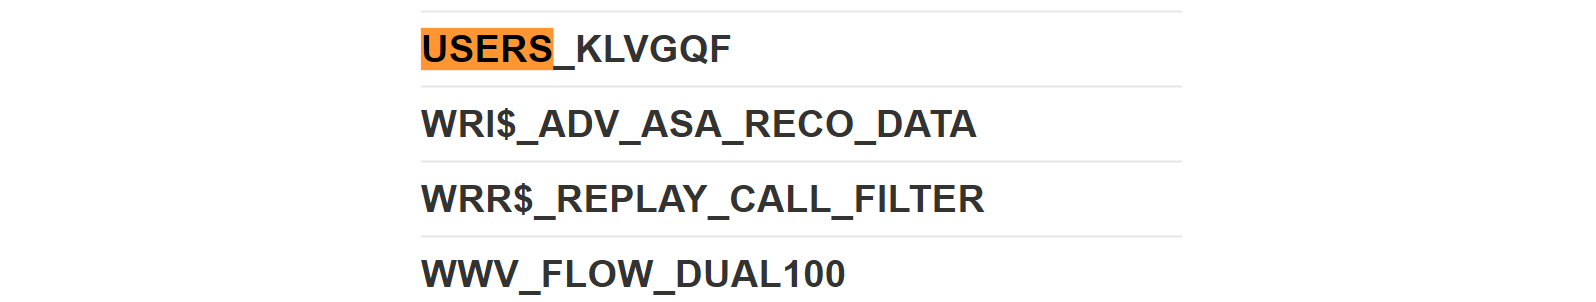 USERS_KLVGQF
WRI$_ADV_ASA_RECO_DATA
WRR$_REPLAY_CALL_FILTER
WWV_FLOW_DUAL100